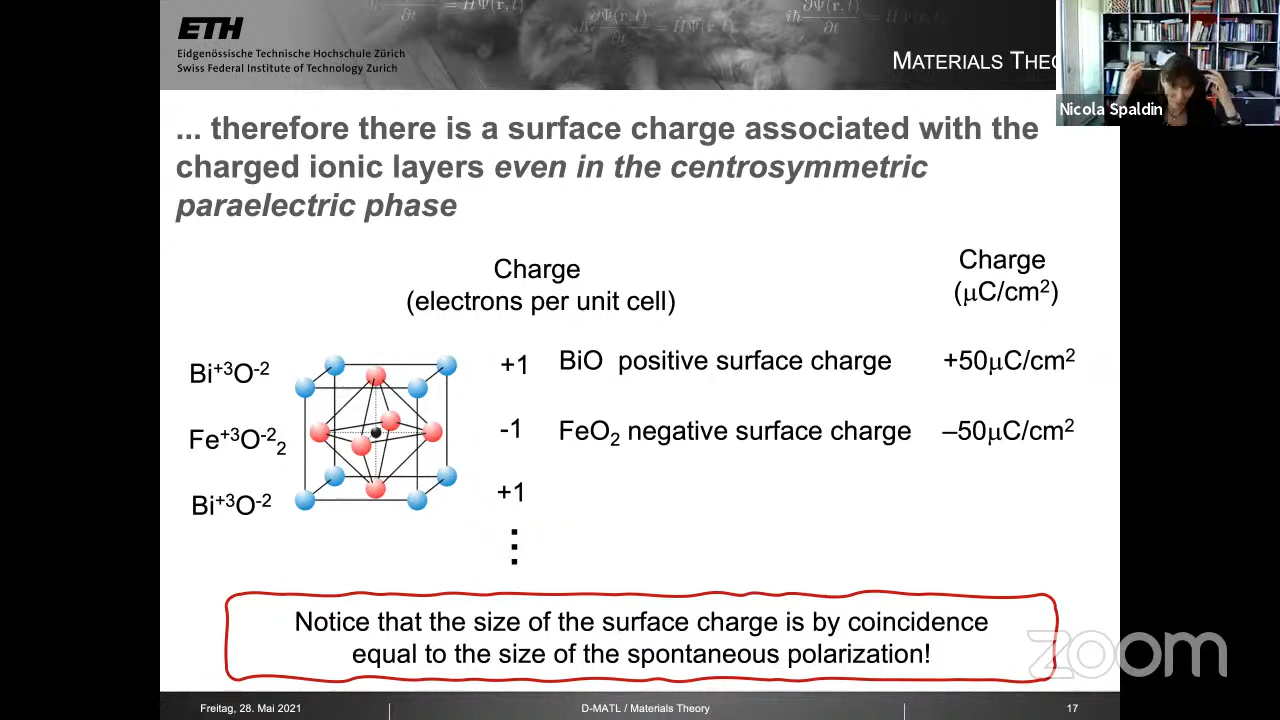 ETH
Eidgenössische Technische Hochschule Zürich
Swiss Federal Institute of Technology Zurich
MATERIALS THEO
Nicola Spaldin
... therefore there is a surface charge associated with the
charged ionic layers even in the centrosymmetric
paraelectric phase
Charge
(electrons per unit cell)
Charge
(μC/cm²)
Bi⁺³O⁻²
+1
BiO positive surface charge
+50μC/cm²
Fe⁺³O⁻²₂
-1
FeO₂ negative surface charge
–50μC/cm²
Bi⁺³O⁻²
+1
⋮
Notice that the size of the surface charge is by coincidence
equal to the size of the spontaneous polarization!
zoom
Freitag, 28. Mai 2021
D-MATL / Materials Theory
17